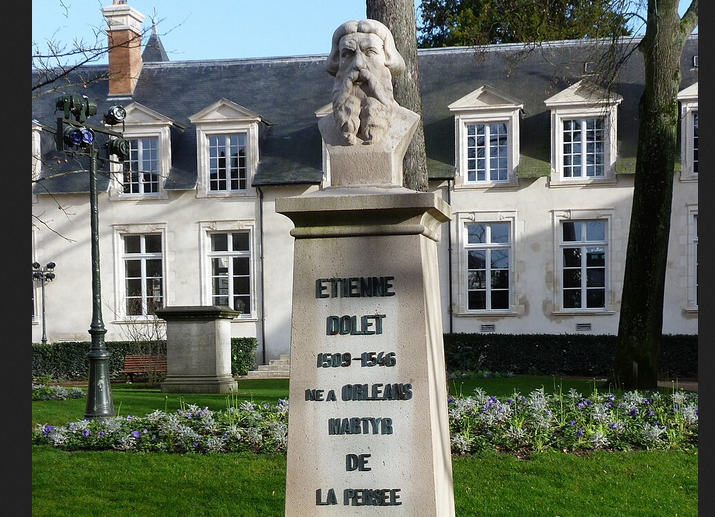 ETIENNE
DOLET
1509-1546
NE A ORLEANS
MARTYR
DE
LA PENSEE